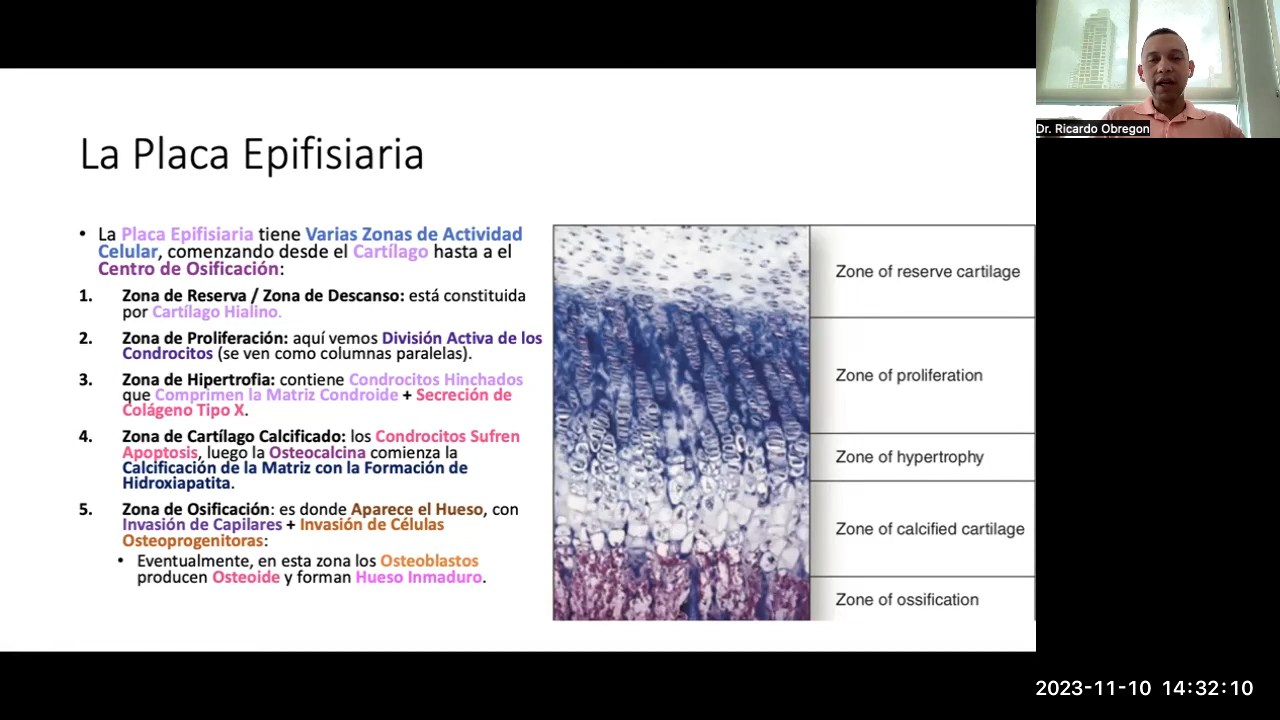 La Placa Epifisiaria
• La Placa Epifisiaria tiene Varias Zonas de Actividad
Celular, comenzando desde el Cartílago hasta a el
Centro de Osificación:
1. Zona de Reserva / Zona de Descanso: está constituida
por Cartílago Hialino.
2. Zona de Proliferación: aquí vemos División Activa de los
Condrocitos (se ven como columnas paralelas).
3. Zona de Hipertrofia: contiene Condrocitos Hinchados
que Comprimen la Matriz Condroide + Secreción de
Colágeno Tipo X.
4. Zona de Cartílago Calcificado: los Condrocitos Sufren
Apoptosis, luego la Osteocalcina comienza la
Calcificación de la Matriz con la Formación de
Hidroxiapatita.
5. Zona de Osificación: es donde Aparece el Hueso, con
Invasión de Capilares + Invasión de Células
Osteoprogenitoras:
• Eventualmente, en esta zona los Osteoblastos
producen Osteoide y forman Hueso Inmaduro.
Zone of reserve cartilage
Zone of proliferation
Zone of hypertrophy
Zone of calcified cartilage
Zone of ossification
Dr. Ricardo Obregon
2023-11-10 14:32:10